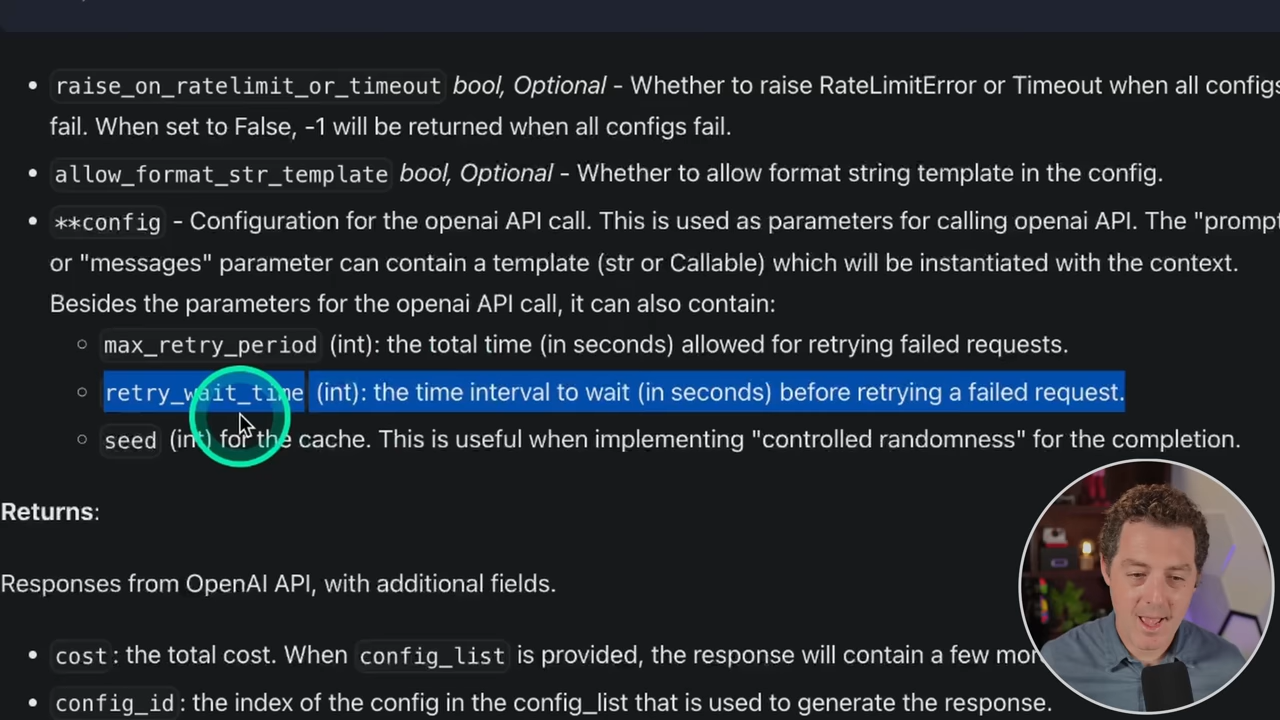 raise_on_ratelimit_or_timeout bool, Optional - Whether to raise RateLimitError or Timeout when all configs
fail. When set to False, -1 will be returned when all configs fail.
allow_format_str_template bool, Optional - Whether to allow format string template in the config.
**config - Configuration for the openai API call. This is used as parameters for calling openai API. The "prompt
or "messages" parameter can contain a template (str or Callable) which will be instantiated with the context.
Besides the parameters for the openai API call, it can also contain:
max_retry_period (int): the total time (in seconds) allowed for retrying failed requests.
retry_wait_time (int): the time interval to wait (in seconds) before retrying a failed request.
seed (int) for the cache. This is useful when implementing "controlled randomness" for the completion.
Returns:
Responses from OpenAI API, with additional fields.
cost: the total cost. When config_list is provided, the response will contain a few
config_id: the index of the config in the config_list that is used to generate the response.